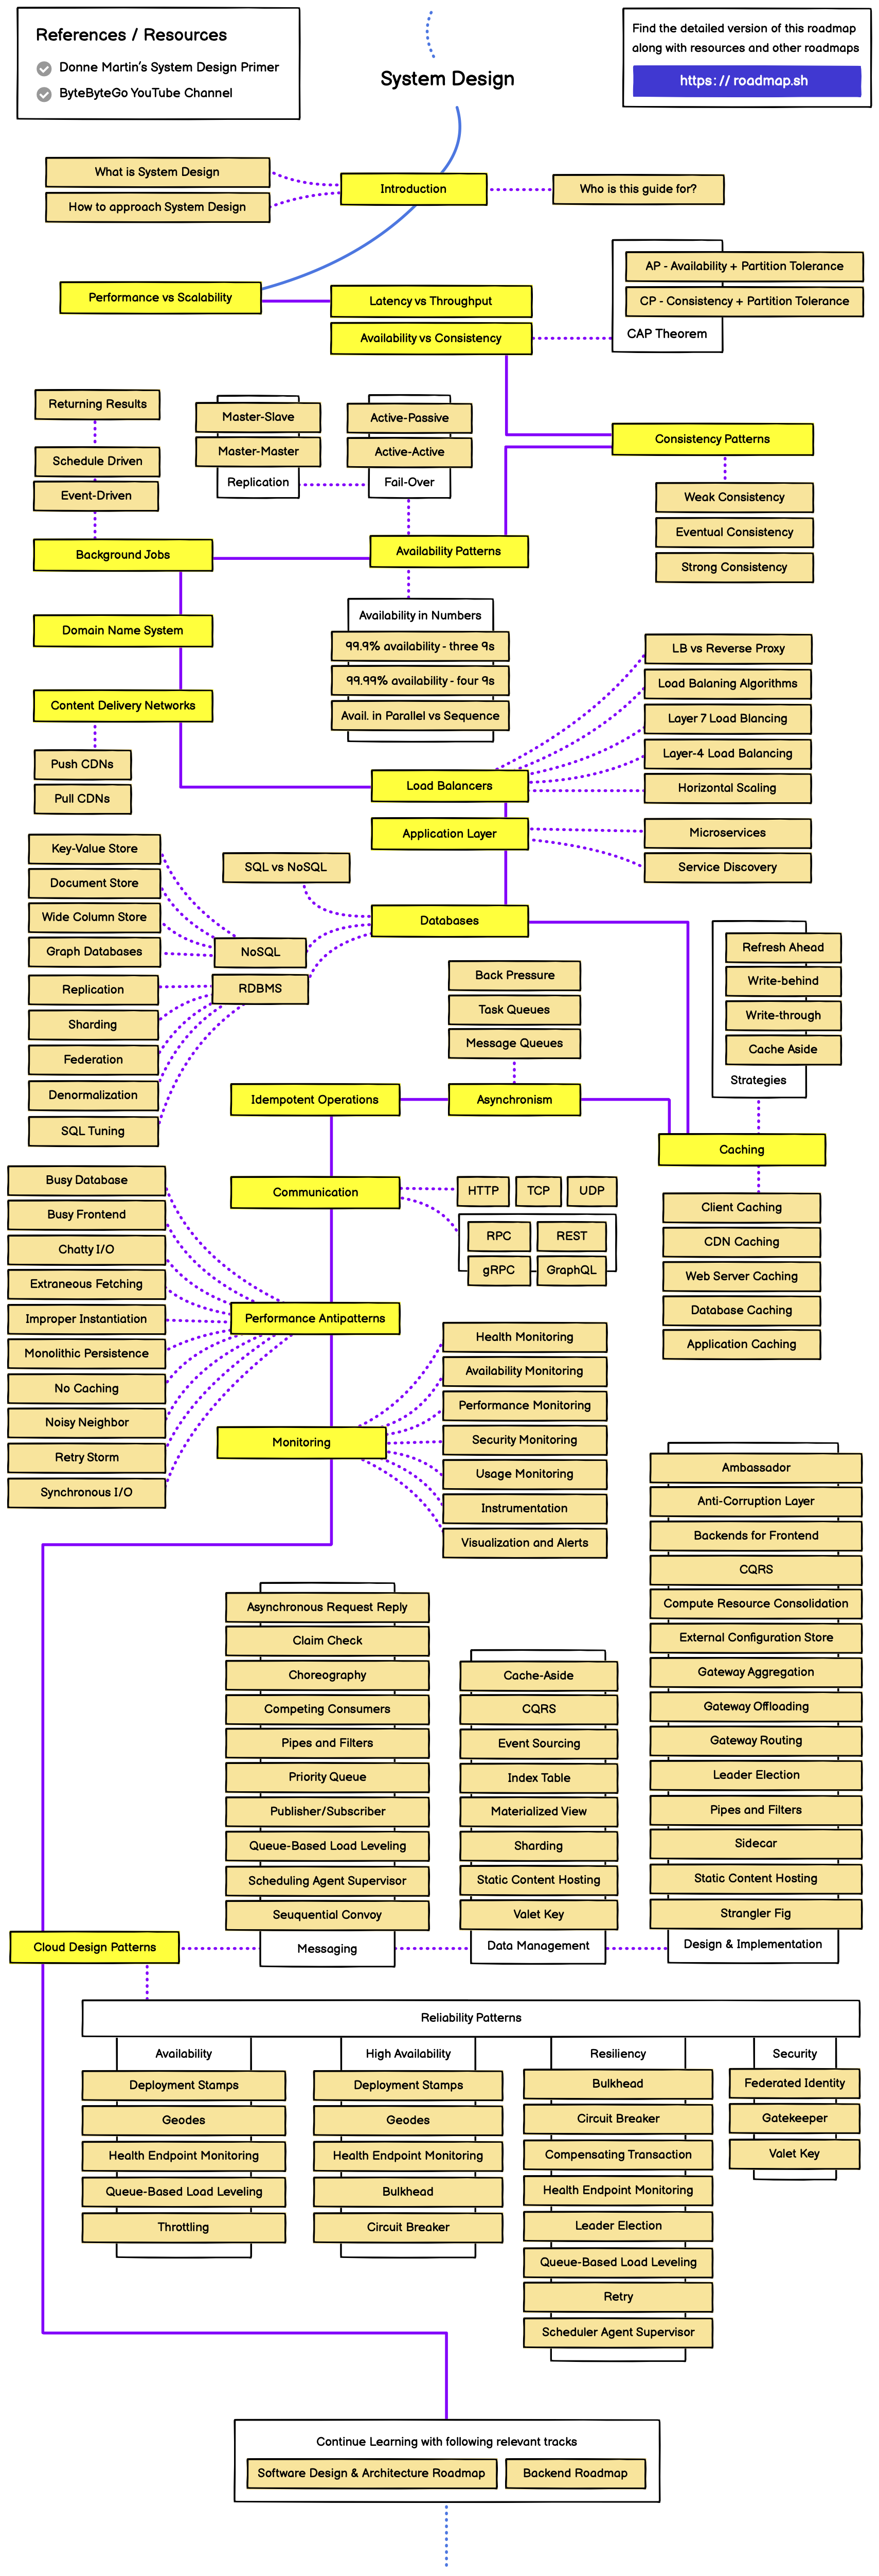 References / Resources
Donne Martin's System Design Primer
ByteByteGo YouTube Channel
System Design
Find the detailed version of this roadmap
along with resources and other roadmaps
https://roadmap.sh
What is System Design
How to approach System Design
Introduction
Who is this guide for?
Performance vs Scalability
Latency vs Throughput
Availability vs Consistency
AP - Availability + Partition Tolerance
CP - Consistency + Partition Tolerance
CAP Theorem
Returning Results
Schedule Driven
Event-Driven
Master-Slave
Master-Master
Replication
Active-Passive
Active-Active
Fail-Over
Consistency Patterns
Weak Consistency
Eventual Consistency
Strong Consistency
Background Jobs
Availability Patterns
Domain Name System
Availability in Numbers
99.9% availability - three 9s
99.99% availability - four 9s
Avail. in Parallel vs Sequence
Content Delivery Networks
Push CDNs
Pull CDNs
LB vs Reverse Proxy
Load Balaning Algorithms
Layer 7 Load Blancing
Layer-4 Load Balancing
Horizontal Scaling
Load Balancers
Application Layer
Microservices
Service Discovery
Key-Value Store
Document Store
Wide Column Store
Graph Databases
SQL vs NoSQL
Databases
NoSQL
RDBMS
Replication
Sharding
Federation
Denormalization
SQL Tuning
Back Pressure
Task Queues
Message Queues
Refresh Ahead
Write-behind
Write-through
Cache Aside
Strategies
Idempotent Operations
Asynchronism
Caching
Client Caching
CDN Caching
Web Server Caching
Database Caching
Application Caching
Communication
HTTP
TCP
UDP
RPC
REST
gRPC
GraphQL
Busy Database
Busy Frontend
Chatty I/O
Extraneous Fetching
Improper Instantiation
Monolithic Persistence
No Caching
Noisy Neighbor
Retry Storm
Synchronous I/O
Performance Antipatterns
Monitoring
Health Monitoring
Availability Monitoring
Performance Monitoring
Security Monitoring
Usage Monitoring
Instrumentation
Visualization and Alerts
Asynchronous Request Reply
Claim Check
Choreography
Competing Consumers
Pipes and Filters
Priority Queue
Publisher/Subscriber
Queue-Based Load Leveling
Scheduling Agent Supervisor
Seuquential Convoy
Messaging
Cache-Aside
CQRS
Event Sourcing
Index Table
Materialized View
Sharding
Static Content Hosting
Valet Key
Data Management
Ambassador
Anti-Corruption Layer
Backends for Frontend
CQRS
Compute Resource Consolidation
External Configuration Store
Gateway Aggregation
Gateway Offloading
Gateway Routing
Leader Election
Pipes and Filters
Sidecar
Static Content Hosting
Strangler Fig
Design & Implementation
Cloud Design Patterns
Reliability Patterns
Availability
Deployment Stamps
Geodes
Health Endpoint Monitoring
Queue-Based Load Leveling
Throttling
High Availability
Deployment Stamps
Geodes
Health Endpoint Monitoring
Bulkhead
Circuit Breaker
Resiliency
Bulkhead
Circuit Breaker
Compensating Transaction
Health Endpoint Monitoring
Leader Election
Queue-Based Load Leveling
Retry
Scheduler Agent Supervisor
Security
Federated Identity
Gatekeeper
Valet Key
Continue Learning with following relevant tracks
Software Design & Architecture Roadmap
Backend Roadmap